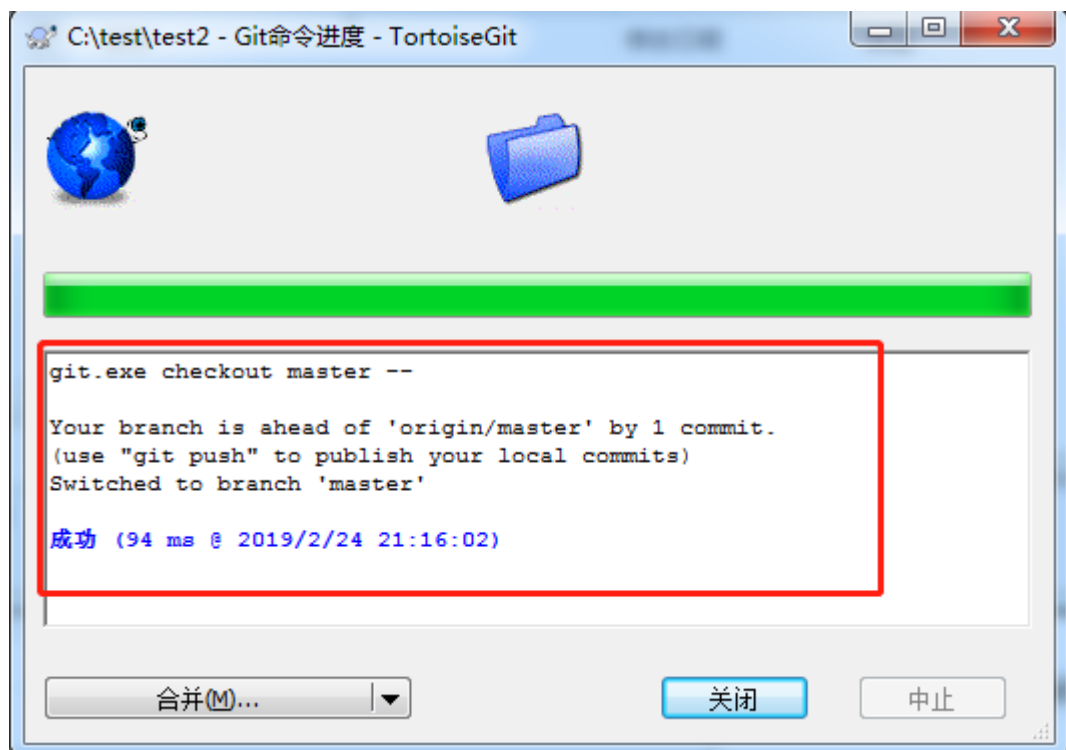 C:\test\test2 - Git命令进度 - TortoiseGit
git.exe checkout master --
Your branch is ahead of 'origin/master' by 1 commit.
(use "git push" to publish your local commits)
Switched to branch 'master'
成功 (94 ms @ 2019/2/24 21:16:02)
合并(M)...
关闭
中止